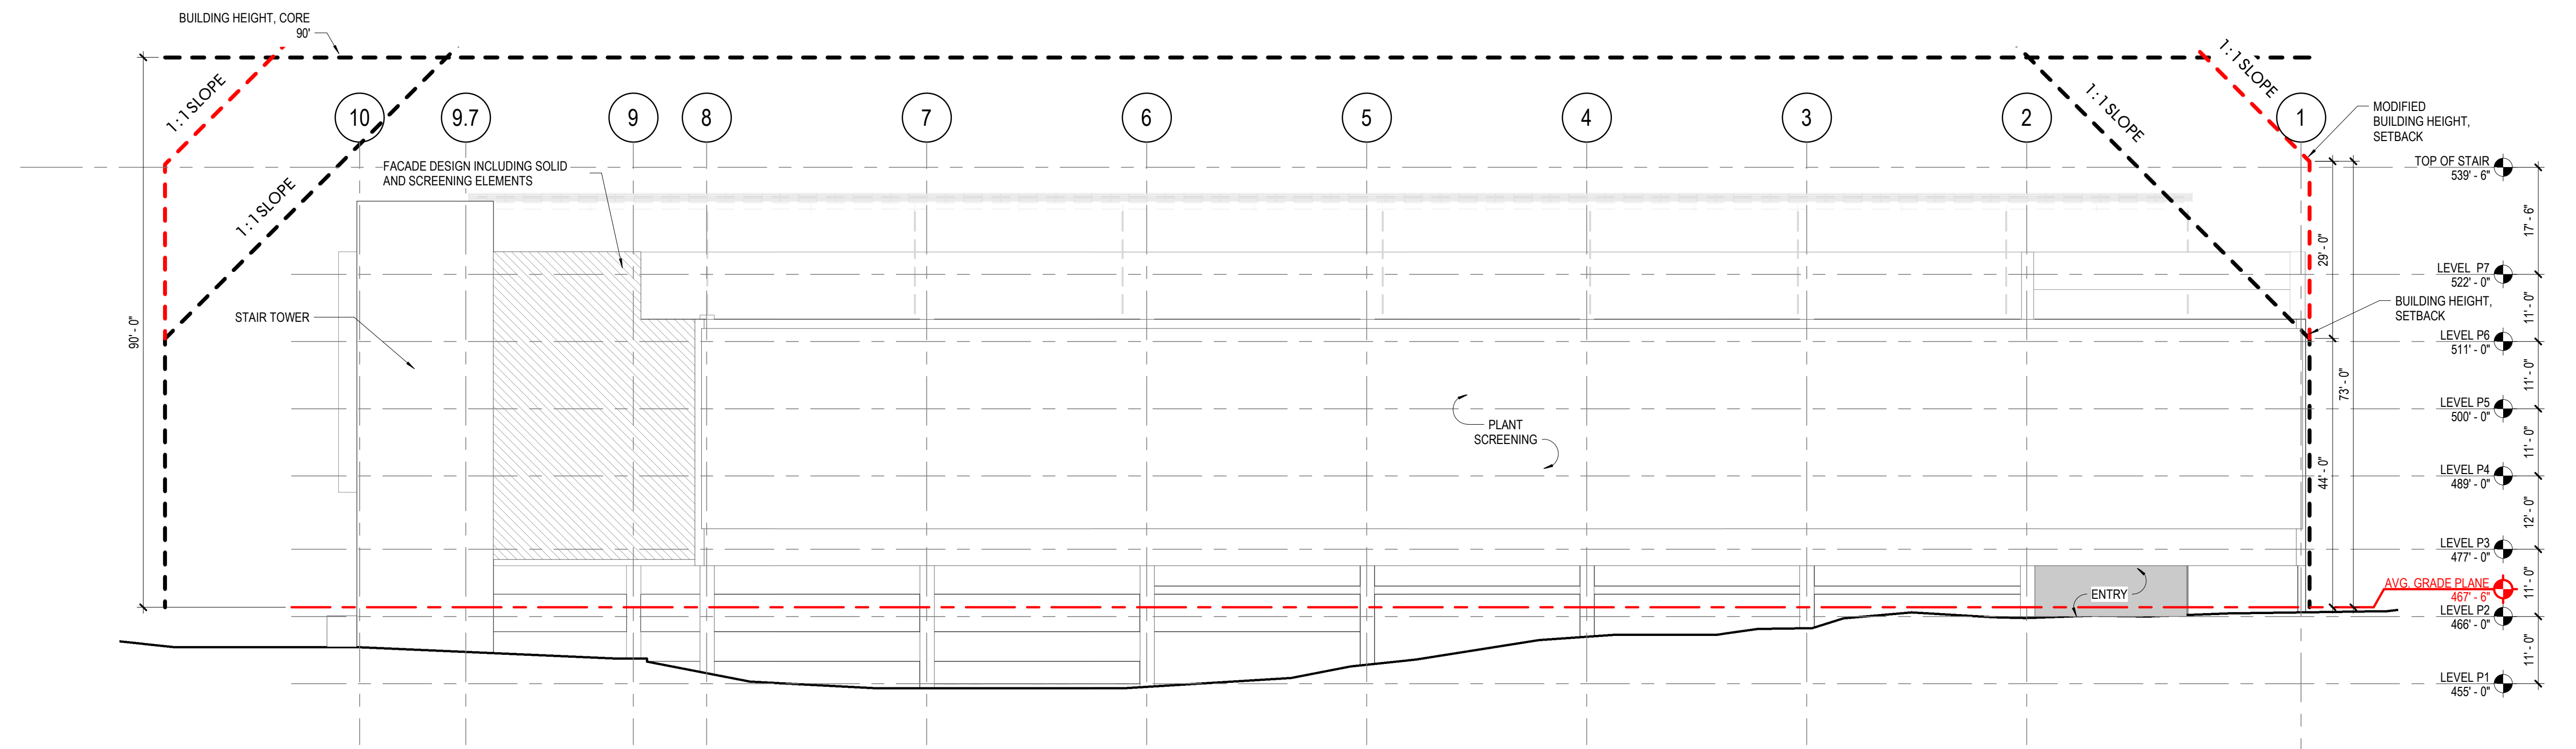 BUILDING HEIGHT, CORE
90'
1:1 SLOPE
1:1 SLOPE
1:1 SLOPE
1:1 SLOPE
10
9.7
9
8
7
6
5
4
3
2
1
MODIFIED
BUILDING HEIGHT,
SETBACK
FACADE DESIGN INCLUDING SOLID
AND SCREENING ELEMENTS
TOP OF STAIR
539' - 6"
17' - 6"
29' - 0"
LEVEL P7
522' - 0"
BUILDING HEIGHT,
SETBACK
11' - 0"
STAIR TOWER
90' - 0"
LEVEL P6
511' - 0"
11' - 0"
73' - 0"
LEVEL P5
500' - 0"
PLANT
SCREENING
11' - 0"
44' - 0"
LEVEL P4
489' - 0"
12' - 0"
LEVEL P3
477' - 0"
AVG. GRADE PLANE
467' - 6"
11' - 0"
ENTRY
LEVEL P2
466' - 0"
11' - 0"
LEVEL P1
455' - 0"